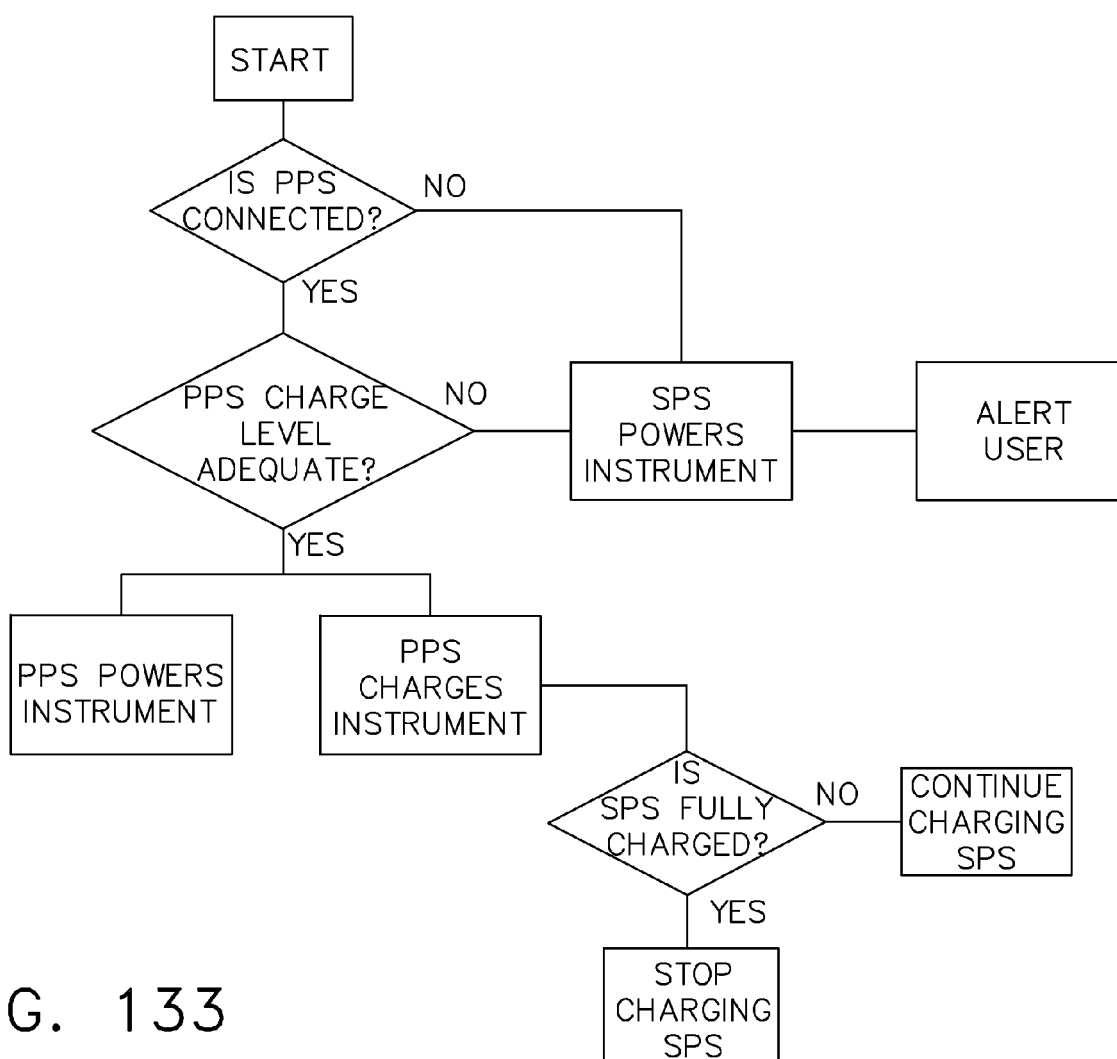 START
IS PPS
CONNECTED?
NO
YES
PPS CHARGE
LEVEL
ADEQUATE?
NO
SPS
POWERS
INSTRUMENT
ALERT
USER
YES
PPS POWERS
INSTRUMENT
PPS
CHARGES
INSTRUMENT
IS
SPS FULLY
CHARGED?
NO
CONTINUE
CHARGING
SPS
YES
STOP
CHARGING
SPS
G. 133